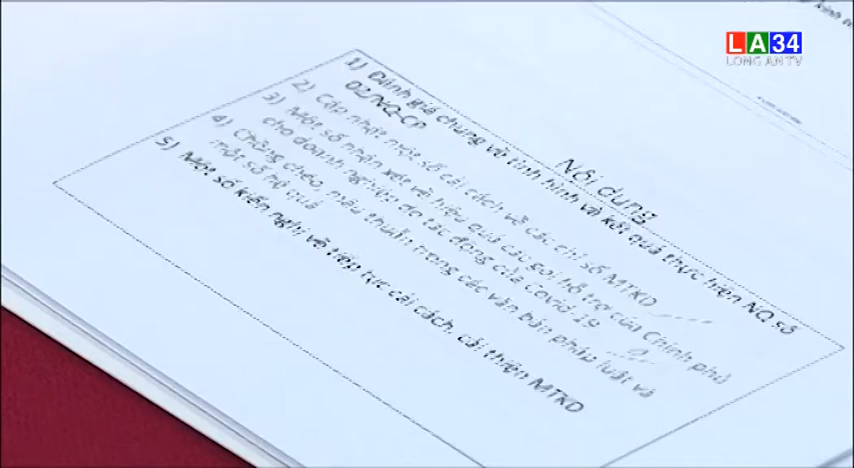 LA34
LONG AN TV
Nội dung
1) Đánh giá chung về tình hình và kết quả thực hiện NQ số
02/NQ-CP
2) Cập nhật một số cải cách về các chỉ số MTKD
3) Một số nhận xét về hiệu quả các gói hỗ trợ của Chính phủ
cho doanh nghiệp do tác động của Covid 19
4) Chồng chéo, mâu thuẫn trong các văn bản pháp luật và
một số hệ quả
5) Một số kiến nghị về tiếp tục cải cách, cải thiện MTKD